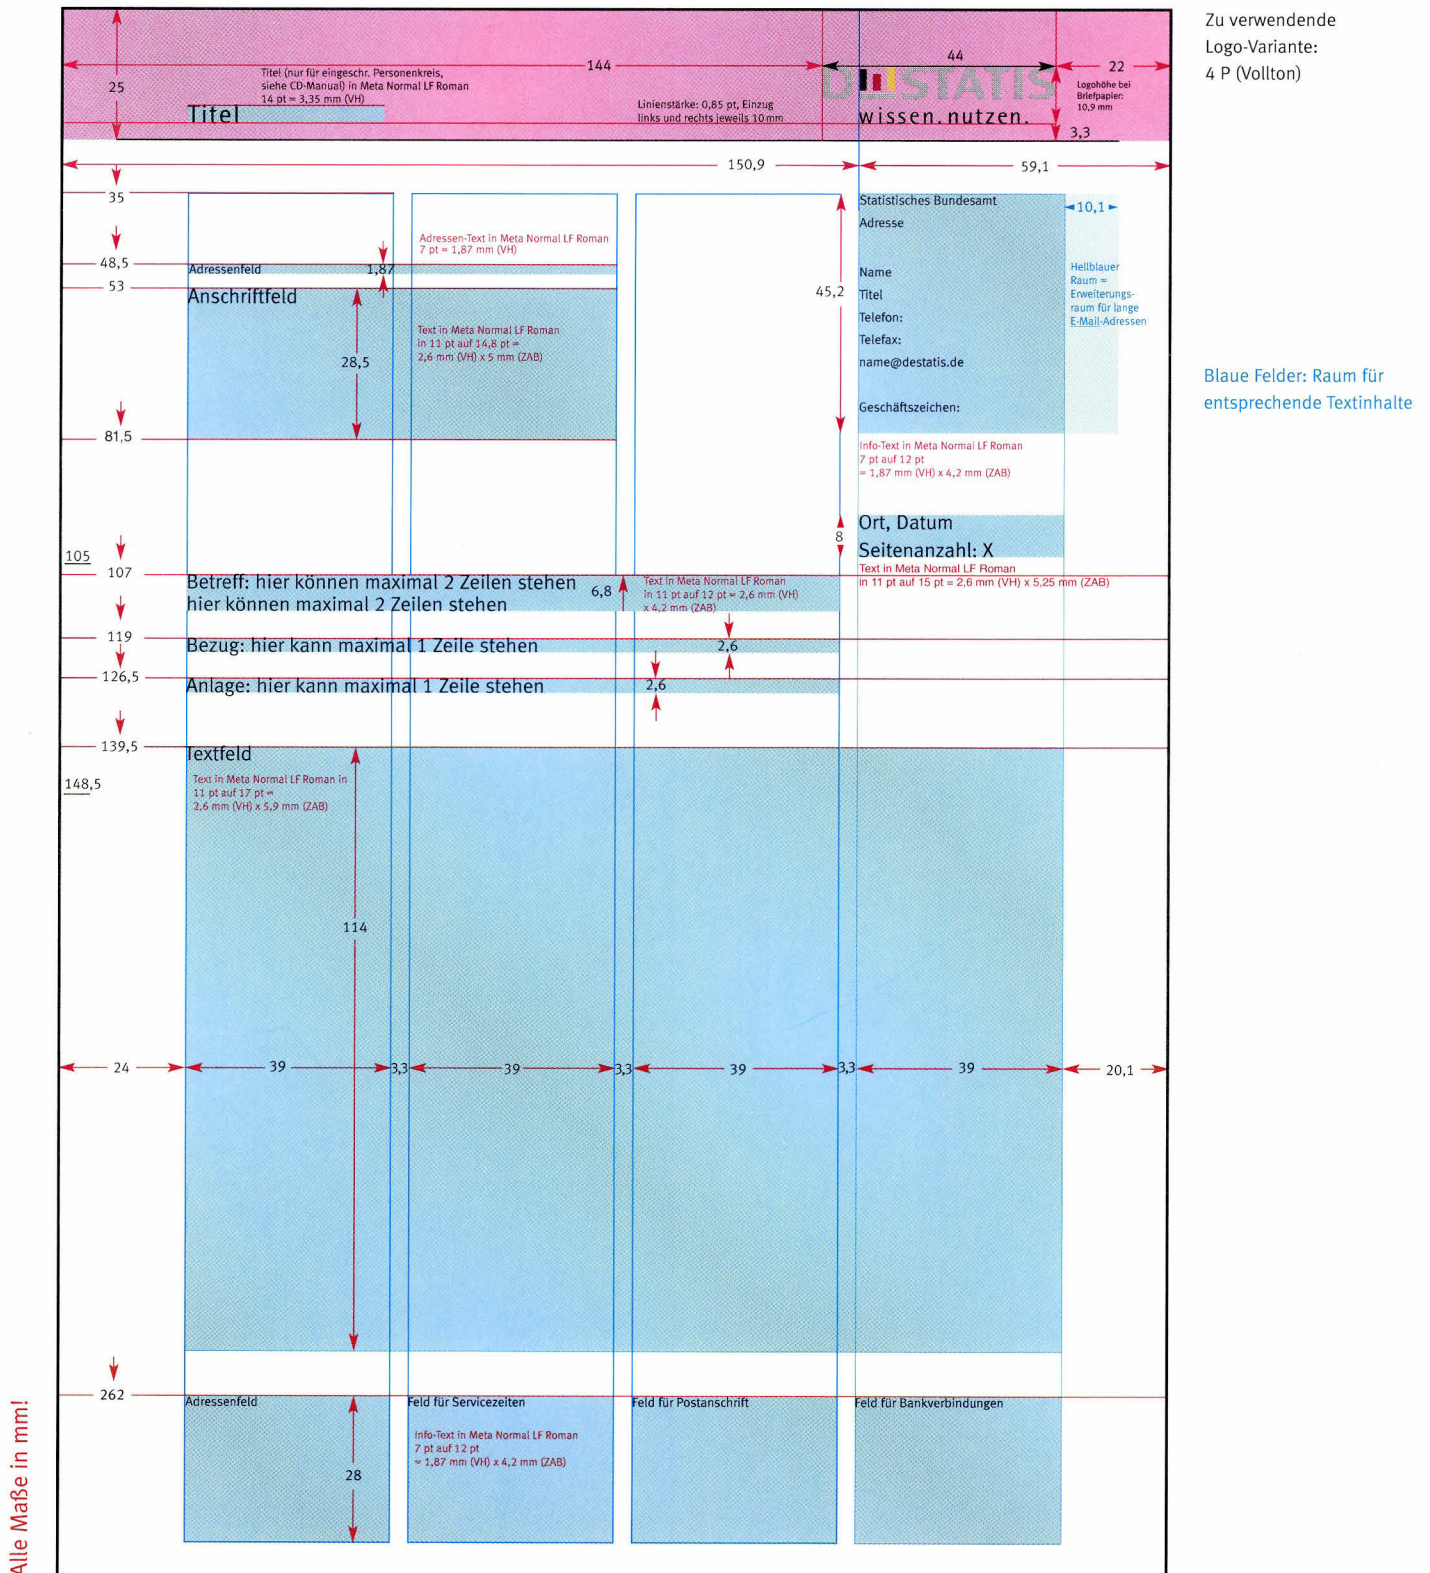 Zu verwendende
Logo-Variante:
4 P (Vollton)
144
44
22
25
Titel (nur für eingeschr. Personenkreis,
siehe CD-Manual) in Meta Normal LF Roman
14 pt = 3,35 mm (VH)
Titel
Linienstärke: 0,85 pt, Einzug
links und rechts jeweils 10 mm
DESTATIS
wissen.nutzen.
Logohöhe bei
Briefpapier:
10,9 mm
3,3
150,9
59,1
35
Statistisches Bundesamt
10,1
Adresse
Adressen-Text in Meta Normal LF Roman
7 pt = 1,87 mm (VH)
48,5
Adressenfeld
1,87
Name
Hellblauer
Raum =
Erweiterungs-
raum für lange
E-Mail-Adressen
53
Anschriftfeld
45,2
Titel
Telefon:
Telefax:
name@destatis.de
Geschäftszeichen:
Text in Meta Normal LF Roman
in 11 pt auf 14,8 pt =
2,6 mm (VH) x 5 mm (ZAB)
28,5
Blaue Felder: Raum für
entsprechende Textinhalte
81,5
Info-Text in Meta Normal LF Roman
7 pt auf 12 pt
= 1,87 mm (VH) x 4,2 mm (ZAB)
8
Ort, Datum
Seitenanzahl: X
Text in Meta Normal LF Roman
in 11 pt auf 15 pt = 2,6 mm (VH) x 5,25 mm (ZAB)
105
107
Betreff: hier können maximal 2 Zeilen stehen
hier können maximal 2 Zeilen stehen
6,8
Text in Meta Normal LF Roman
in 11 pt auf 12 pt = 2,6 mm (VH)
x 4,2 mm (ZAB)
119
Bezug: hier kann maximal 1 Zeile stehen
2,6
126,5
Anlage: hier kann maximal 1 Zeile stehen
2,6
139,5
Textfeld
148,5
Text in Meta Normal LF Roman in
11 pt auf 17 pt =
2,6 mm (VH) x 5,9 mm (ZAB)
114
24
39
3,3
39
3,3
39
3,3
39
20,1
262
Adressenfeld
Feld für Servicezeiten
Feld für Postanschrift
Feld für Bankverbindungen
Info-Text in Meta Normal LF Roman
7 pt auf 12 pt
= 1,87 mm (VH) x 4,2 mm (ZAB)
28
Alle Maße in mm!